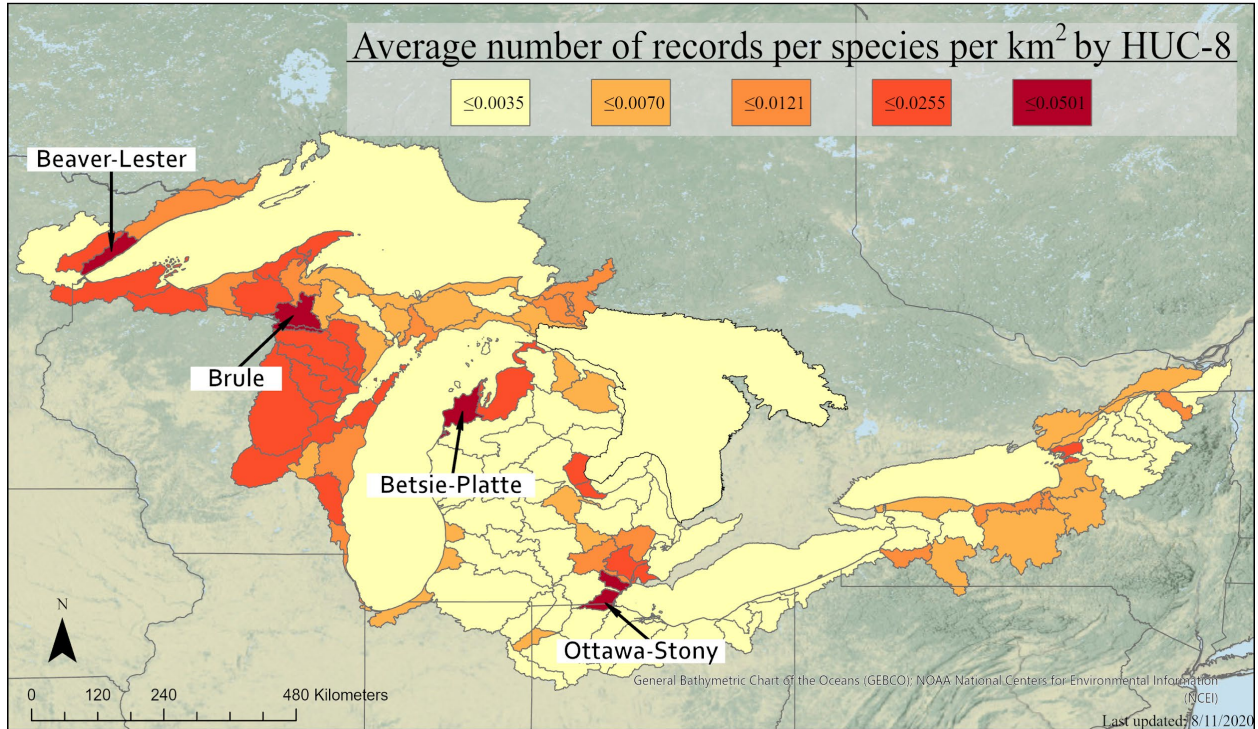 Average number of records per species per km² by HUC-8
≤0.0035 ≤0.0070 ≤0.0121 ≤0.0255 ≤0.0501
Beaver-Lester
Brule
Betsie-Platte
Ottawa-Stony
N
0 120 240 480 Kilometers
General Bathymetric Chart of the Oceans (GEBCO); NOAA National Centers for Environmental Information
(NCEI)
Last updated: 8/11/2020